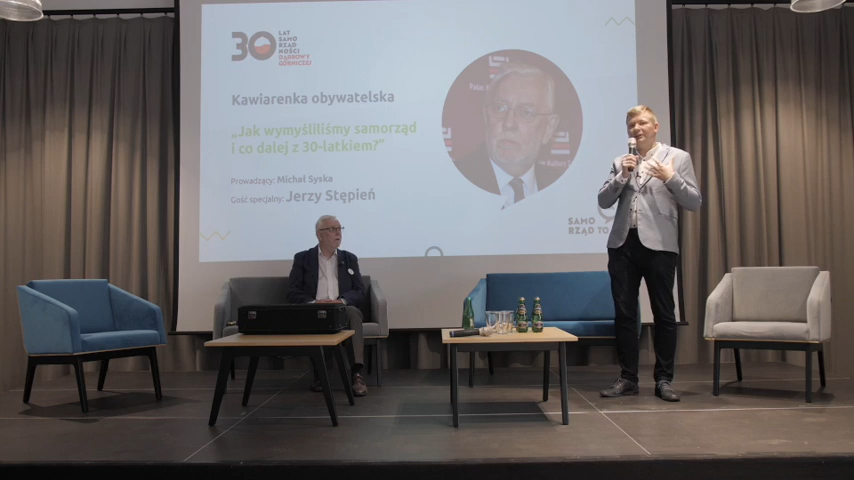 30 LAT
SAMO
RZĄD
NOŚCI
DĄBROWY
GÓRNICZEJ
Kawiarenka obywatelska
„Jak wymyśliliśmy samorząd
i co dalej z 30-latkiem?”
Prowadzący: Michał Syska
Gość specjalny: Jerzy Stępień
SAMO
RZĄD TO